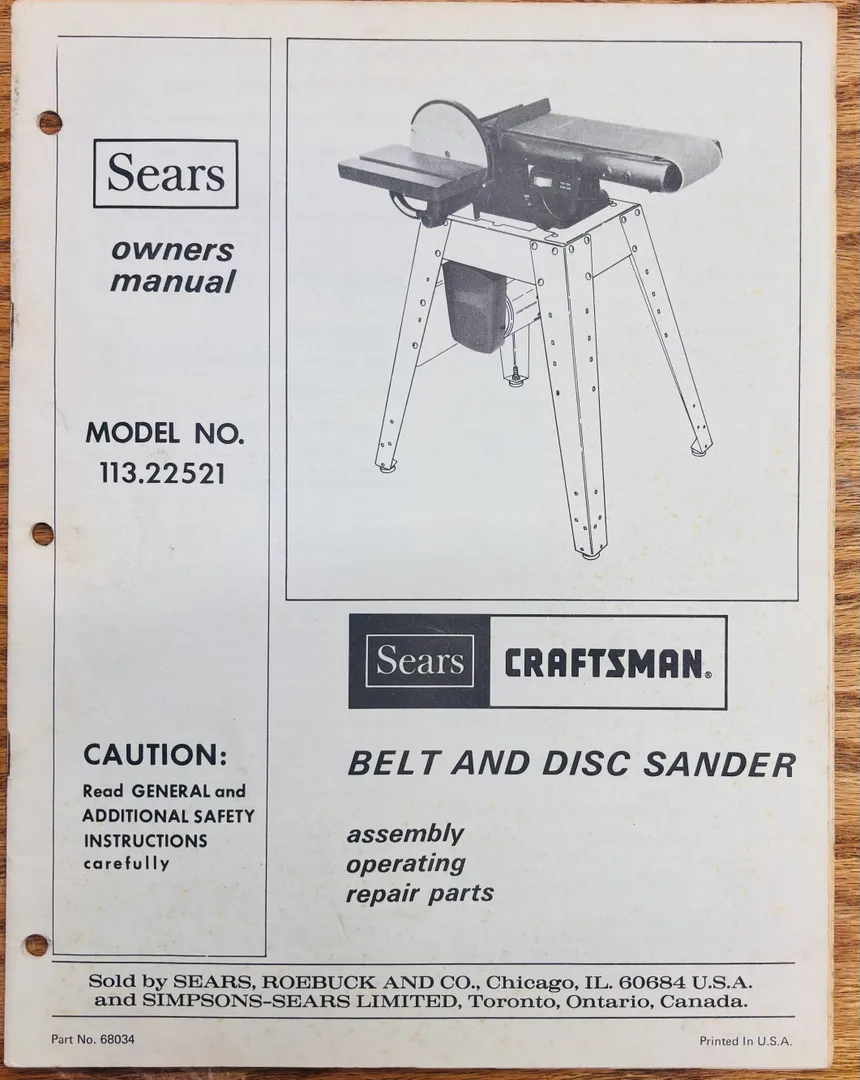 Sears
owners
manual
MODEL NO.
113.22521
CAUTION:
Read GENERAL and
ADDITIONAL SAFETY
INSTRUCTIONS
carefully
Sears CRAFTSMAN®
BELT AND DISC SANDER
assembly
operating
repair parts
Sold by SEARS, ROEBUCK AND CO., Chicago, IL. 60684 U.S.A.
and SIMPSONS-SEARS LIMITED, Toronto, Ontario, Canada.
Part No. 68034
Printed In U.S.A.